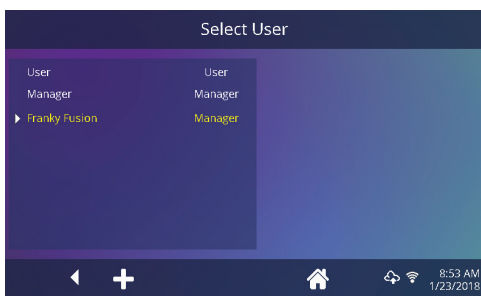 Select User
User User
Manager Manager
Franky Fusion Manager
8:53 AM
1/23/2018